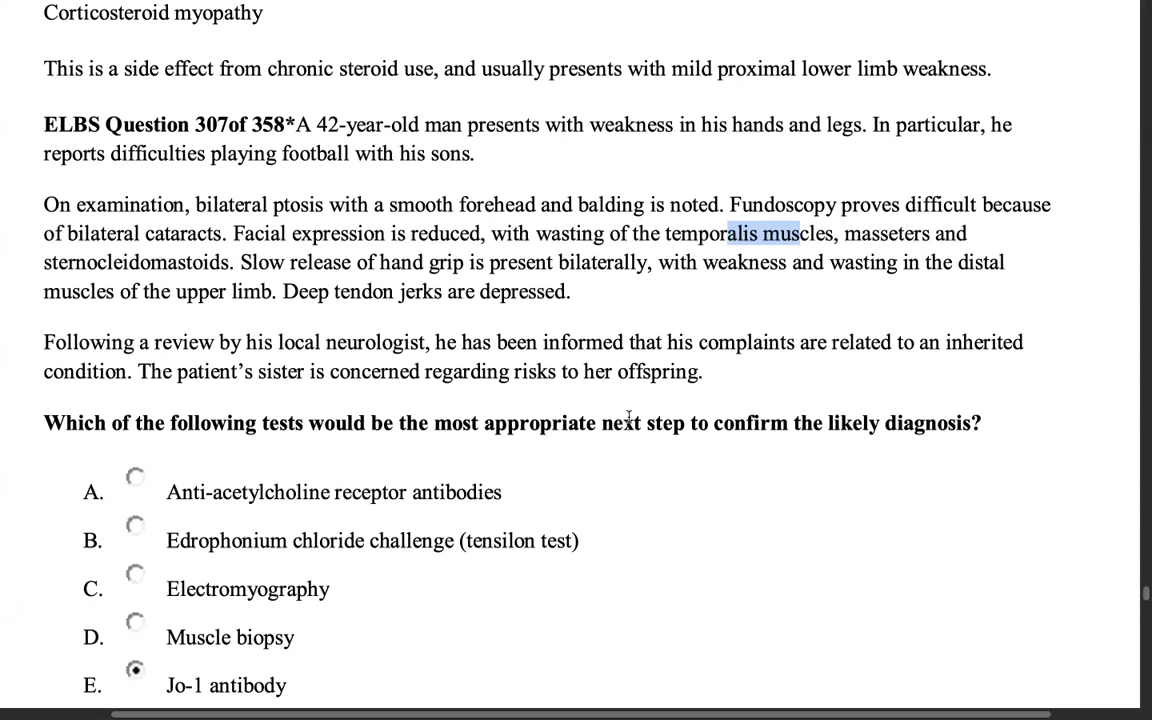 Corticosteroid myopathy
This is a side effect from chronic steroid use, and usually presents with mild proximal lower limb weakness.
ELBS Question 307of 358*A 42-year-old man presents with weakness in his hands and legs. In particular, he
reports difficulties playing football with his sons.
On examination, bilateral ptosis with a smooth forehead and balding is noted. Fundoscopy proves difficult because
of bilateral cataracts. Facial expression is reduced, with wasting of the temporalis muscles, masseters and
sternocleidomastoids. Slow release of hand grip is present bilaterally, with weakness and wasting in the distal
muscles of the upper limb. Deep tendon jerks are depressed.
Following a review by his local neurologist, he has been informed that his complaints are related to an inherited
condition. The patient’s sister is concerned regarding risks to her offspring.
Which of the following tests would be the most appropriate next step to confirm the likely diagnosis?
A. Anti-acetylcholine receptor antibodies
B. Edrophonium chloride challenge (tensilon test)
C. Electromyography
D. Muscle biopsy
E. Jo-1 antibody